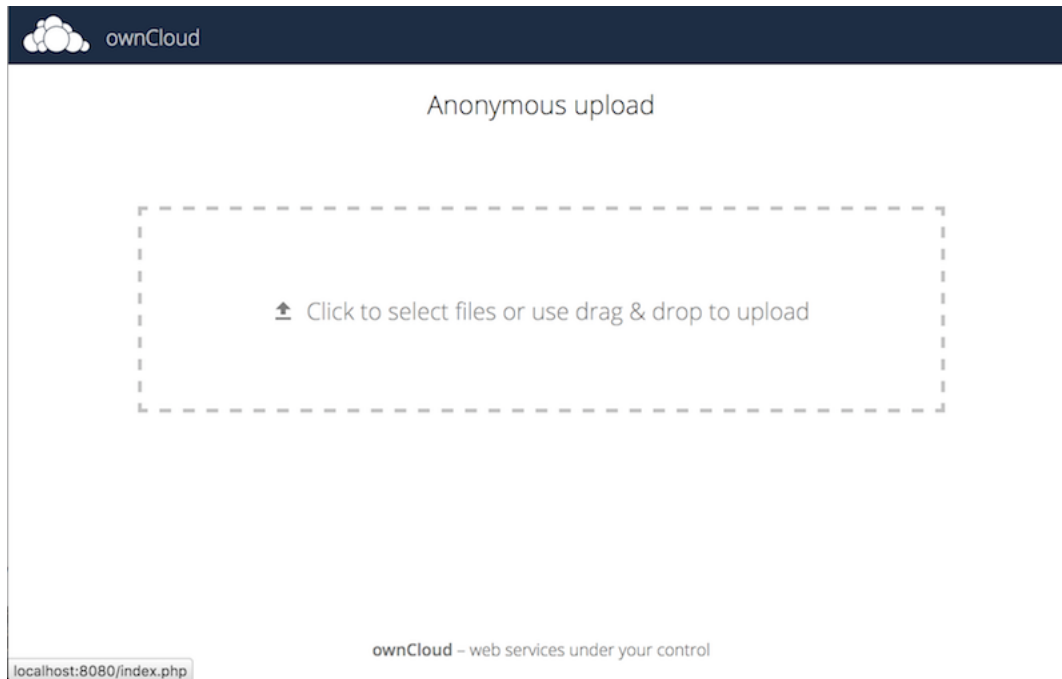 ownCloud
Anonymous upload
Click to select files or use drag & drop to upload
ownCloud – web services under your control
localhost:8080/index.php